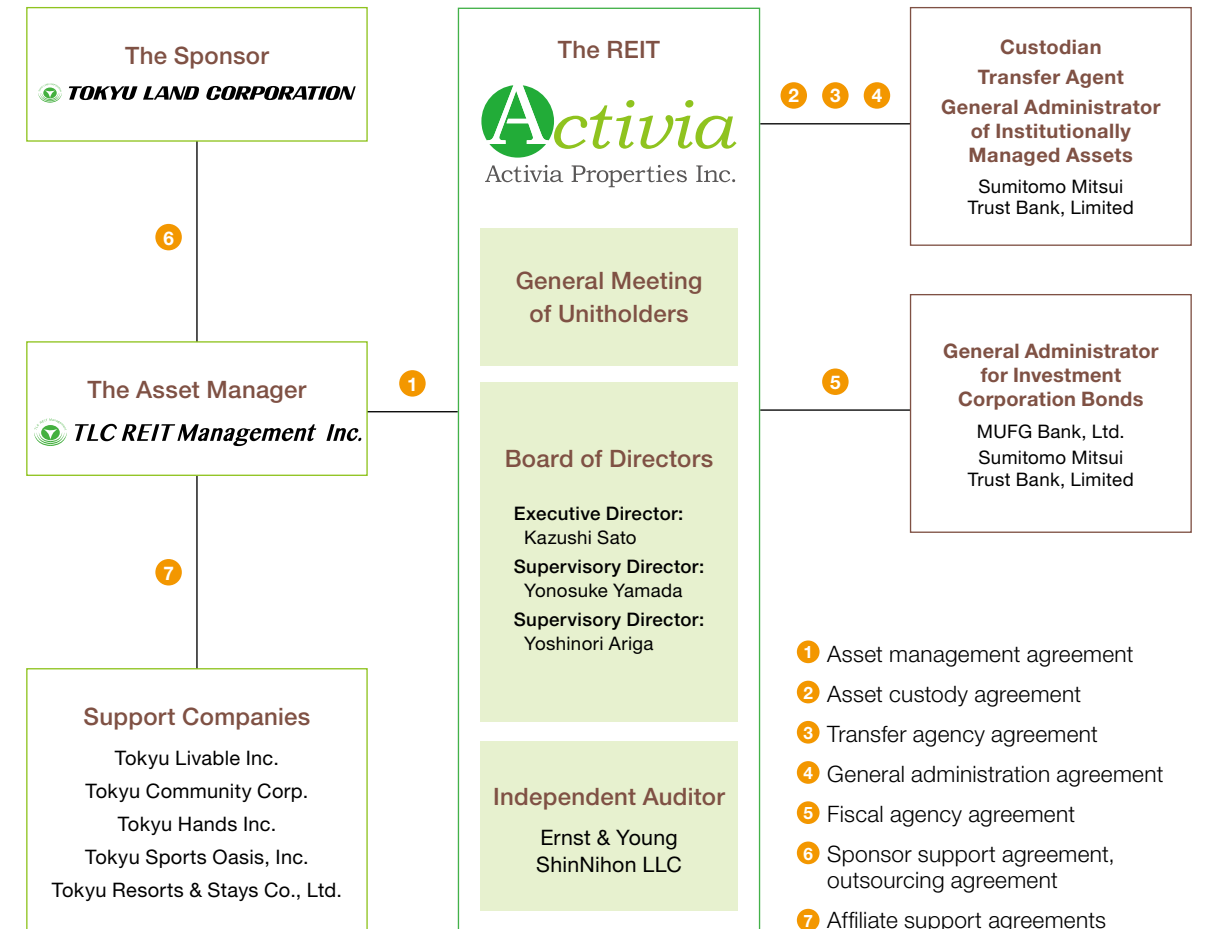 The Sponsor
TOKYU LAND CORPORATION
6
The Asset Manager
TLC REIT Management Inc.
1
7
Support Companies
Tokyu Livable Inc.
Tokyu Community Corp.
Tokyu Hands Inc.
Tokyu Sports Oasis, Inc.
Tokyu Resorts & Stays Co., Ltd.
The REIT
Activia
Activia Properties Inc.
General Meeting
of Unitholders
Board of Directors
Executive Director:
Kazushi Sato
Supervisory Director:
Yonosuke Yamada
Supervisory Director:
Yoshinori Ariga
Independent Auditor
Ernst & Young
ShinNihon LLC
2 3 4
Custodian
Transfer Agent
General Administrator
of Institutionally
Managed Assets
Sumitomo Mitsui
Trust Bank, Limited
5
General Administrator
for Investment
Corporation Bonds
MUFG Bank, Ltd.
Sumitomo Mitsui
Trust Bank, Limited
1 Asset management agreement
2 Asset custody agreement
3 Transfer agency agreement
4 General administration agreement
5 Fiscal agency agreement
6 Sponsor support agreement,
outsourcing agreement
7 Affiliate support agreements